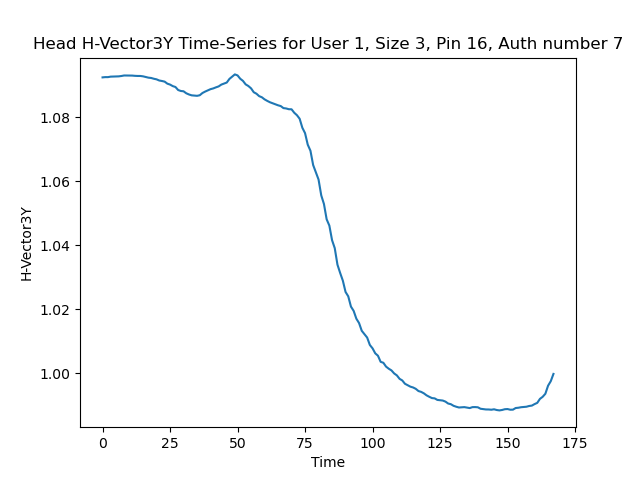 Head H-Vector3Y Time-Series for User 1, Size 3, Pin 16, Auth number 7
H-Vector3Y
1.08
1.06
1.04
1.02
1.00
0 25 50 75 100 125 150 175
Time